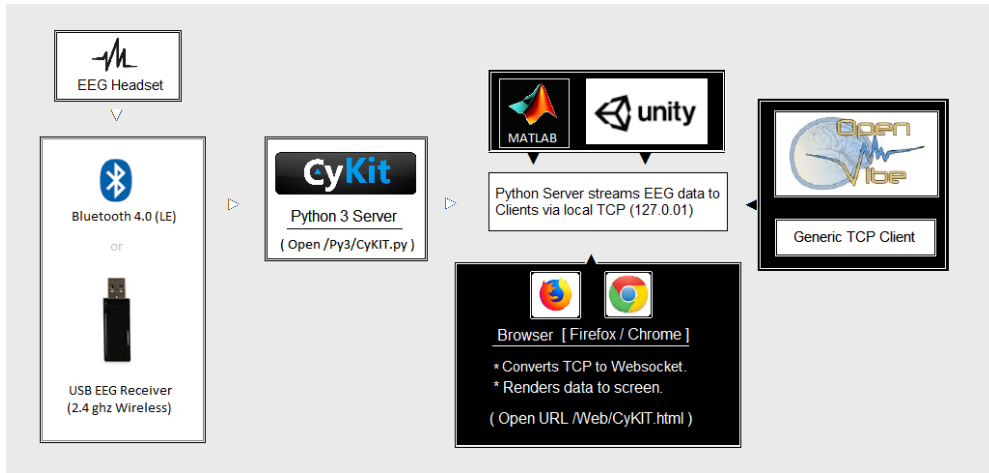 EEG Headset
Bluetooth 4.0 (LE)
or
USB EEG Receiver
(2.4 ghz Wireless)
CyKit
Python 3 Server
( Open /Py3/CyKIT.py )
MATLAB
unity
Python Server streams EEG data to
Clients via local TCP (127.0.01)
Open
Vibe
Generic TCP Client
Browser [ Firefox / Chrome ]
* Converts TCP to Websocket.
* Renders data to screen.
( Open URL /Web/CyKIT.html )